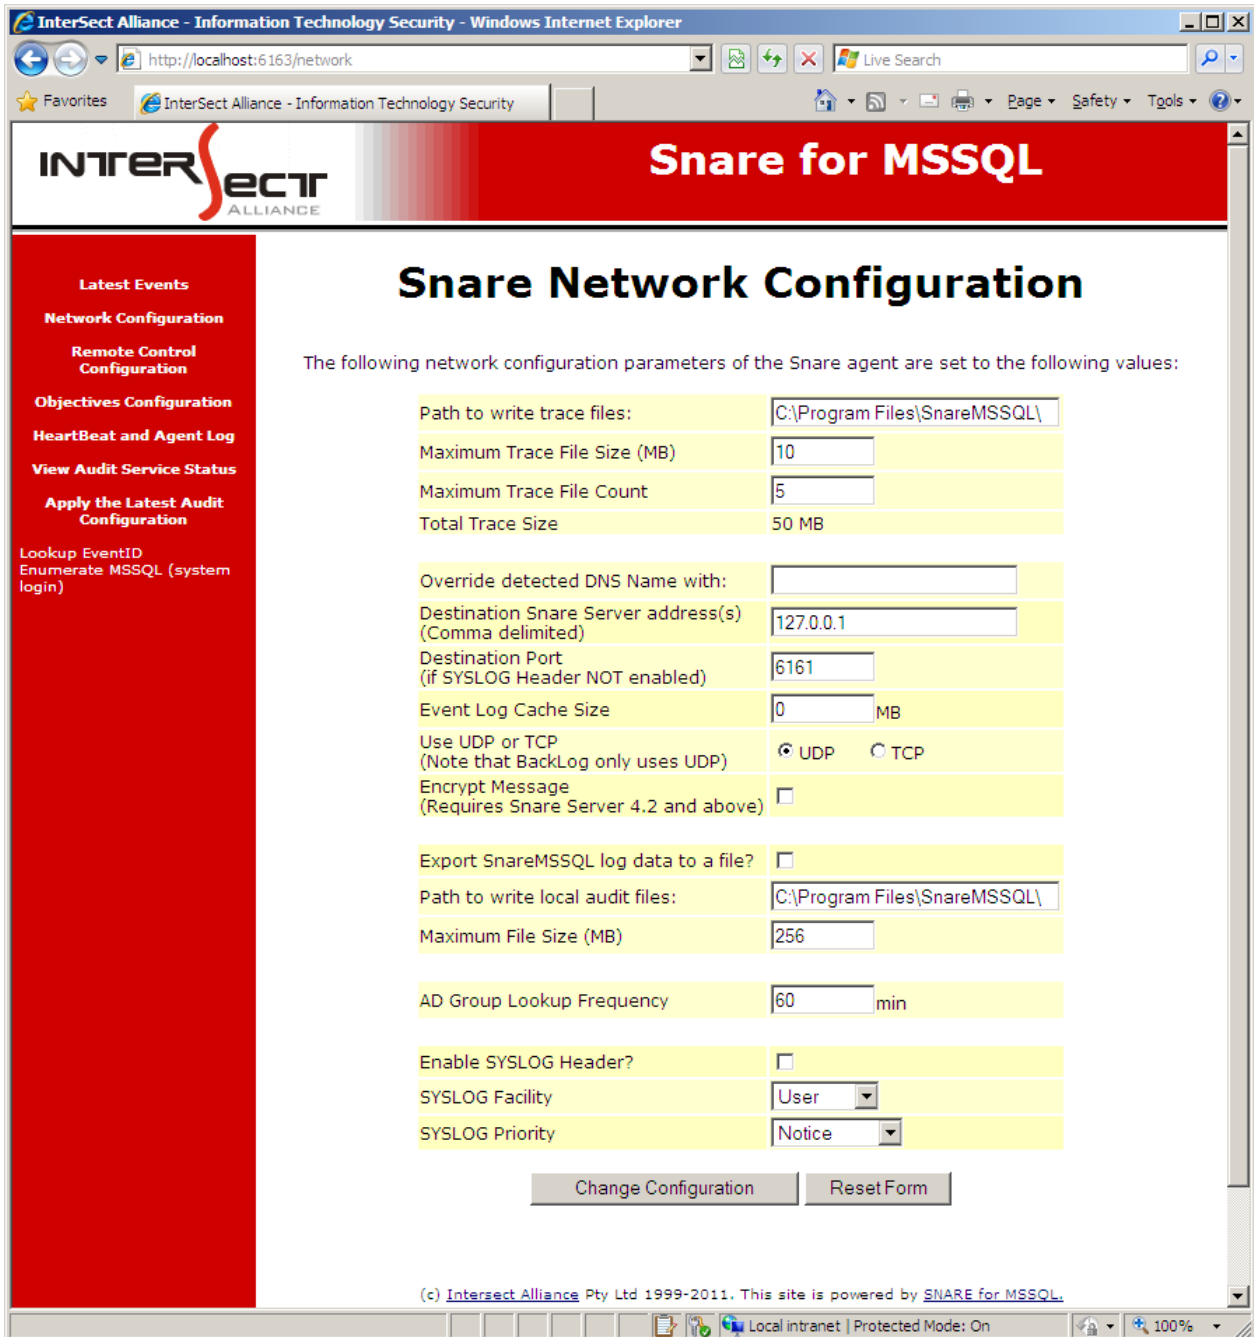 InterSect Alliance - Information Technology Security - Windows Internet Explorer
http://localhost:6163/network
Live Search
Favorites
InterSect Alliance - Information Technology Security
Page
Safety
Tools
INTERSECT
ALLIANCE
Snare for MSSQL
Latest Events
Network Configuration
Remote Control
Configuration
Objectives Configuration
HeartBeat and Agent Log
View Audit Service Status
Apply the Latest Audit
Configuration
Lookup EventID
Enumerate MSSQL (system
login)
Snare Network Configuration
The following network configuration parameters of the Snare agent are set to the following values:
Path to write trace files: C:\Program Files\SnareMSSQL\
Maximum Trace File Size (MB) 10
Maximum Trace File Count 5
Total Trace Size 50 MB
Override detected DNS Name with:
Destination Snare Server address(s)
(Comma delimited) 127.0.0.1
Destination Port
(if SYSLOG Header NOT enabled) 6161
Event Log Cache Size 0 MB
Use UDP or TCP
(Note that BackLog only uses UDP) UDP TCP
Encrypt Message
(Requires Snare Server 4.2 and above)
Export SnareMSSQL log data to a file?
Path to write local audit files: C:\Program Files\SnareMSSQL\
Maximum File Size (MB) 256
AD Group Lookup Frequency 60 min
Enable SYSLOG Header?
SYSLOG Facility User
SYSLOG Priority Notice
Change Configuration Reset Form
(c) Intersect Alliance Pty Ltd 1999-2011. This site is powered by SNARE for MSSQL.
Local intranet | Protected Mode: On
100%